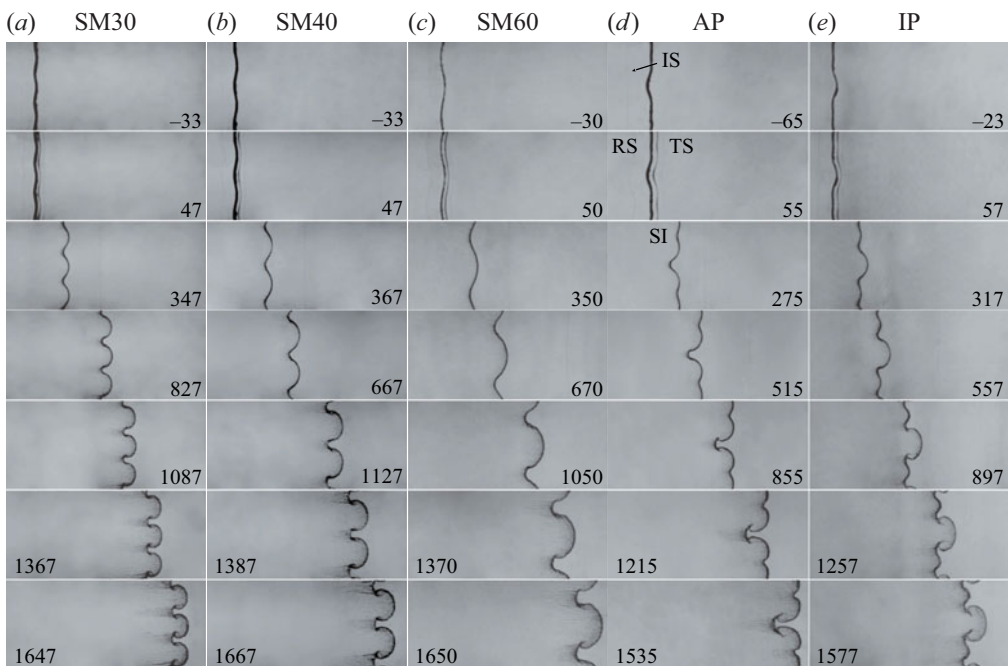 (a) SM30 (b) SM40 (c) SM60 (d) AP (e) IP
IS
–33 –33 –30 –65 –23
RS TS
47 47 50 55 57
SI
347 367 350 275 317
827 667 670 515 557
1087 1127 1050 855 897
1367 1387 1370 1215 1257
1647 1667 1650 1535 1577